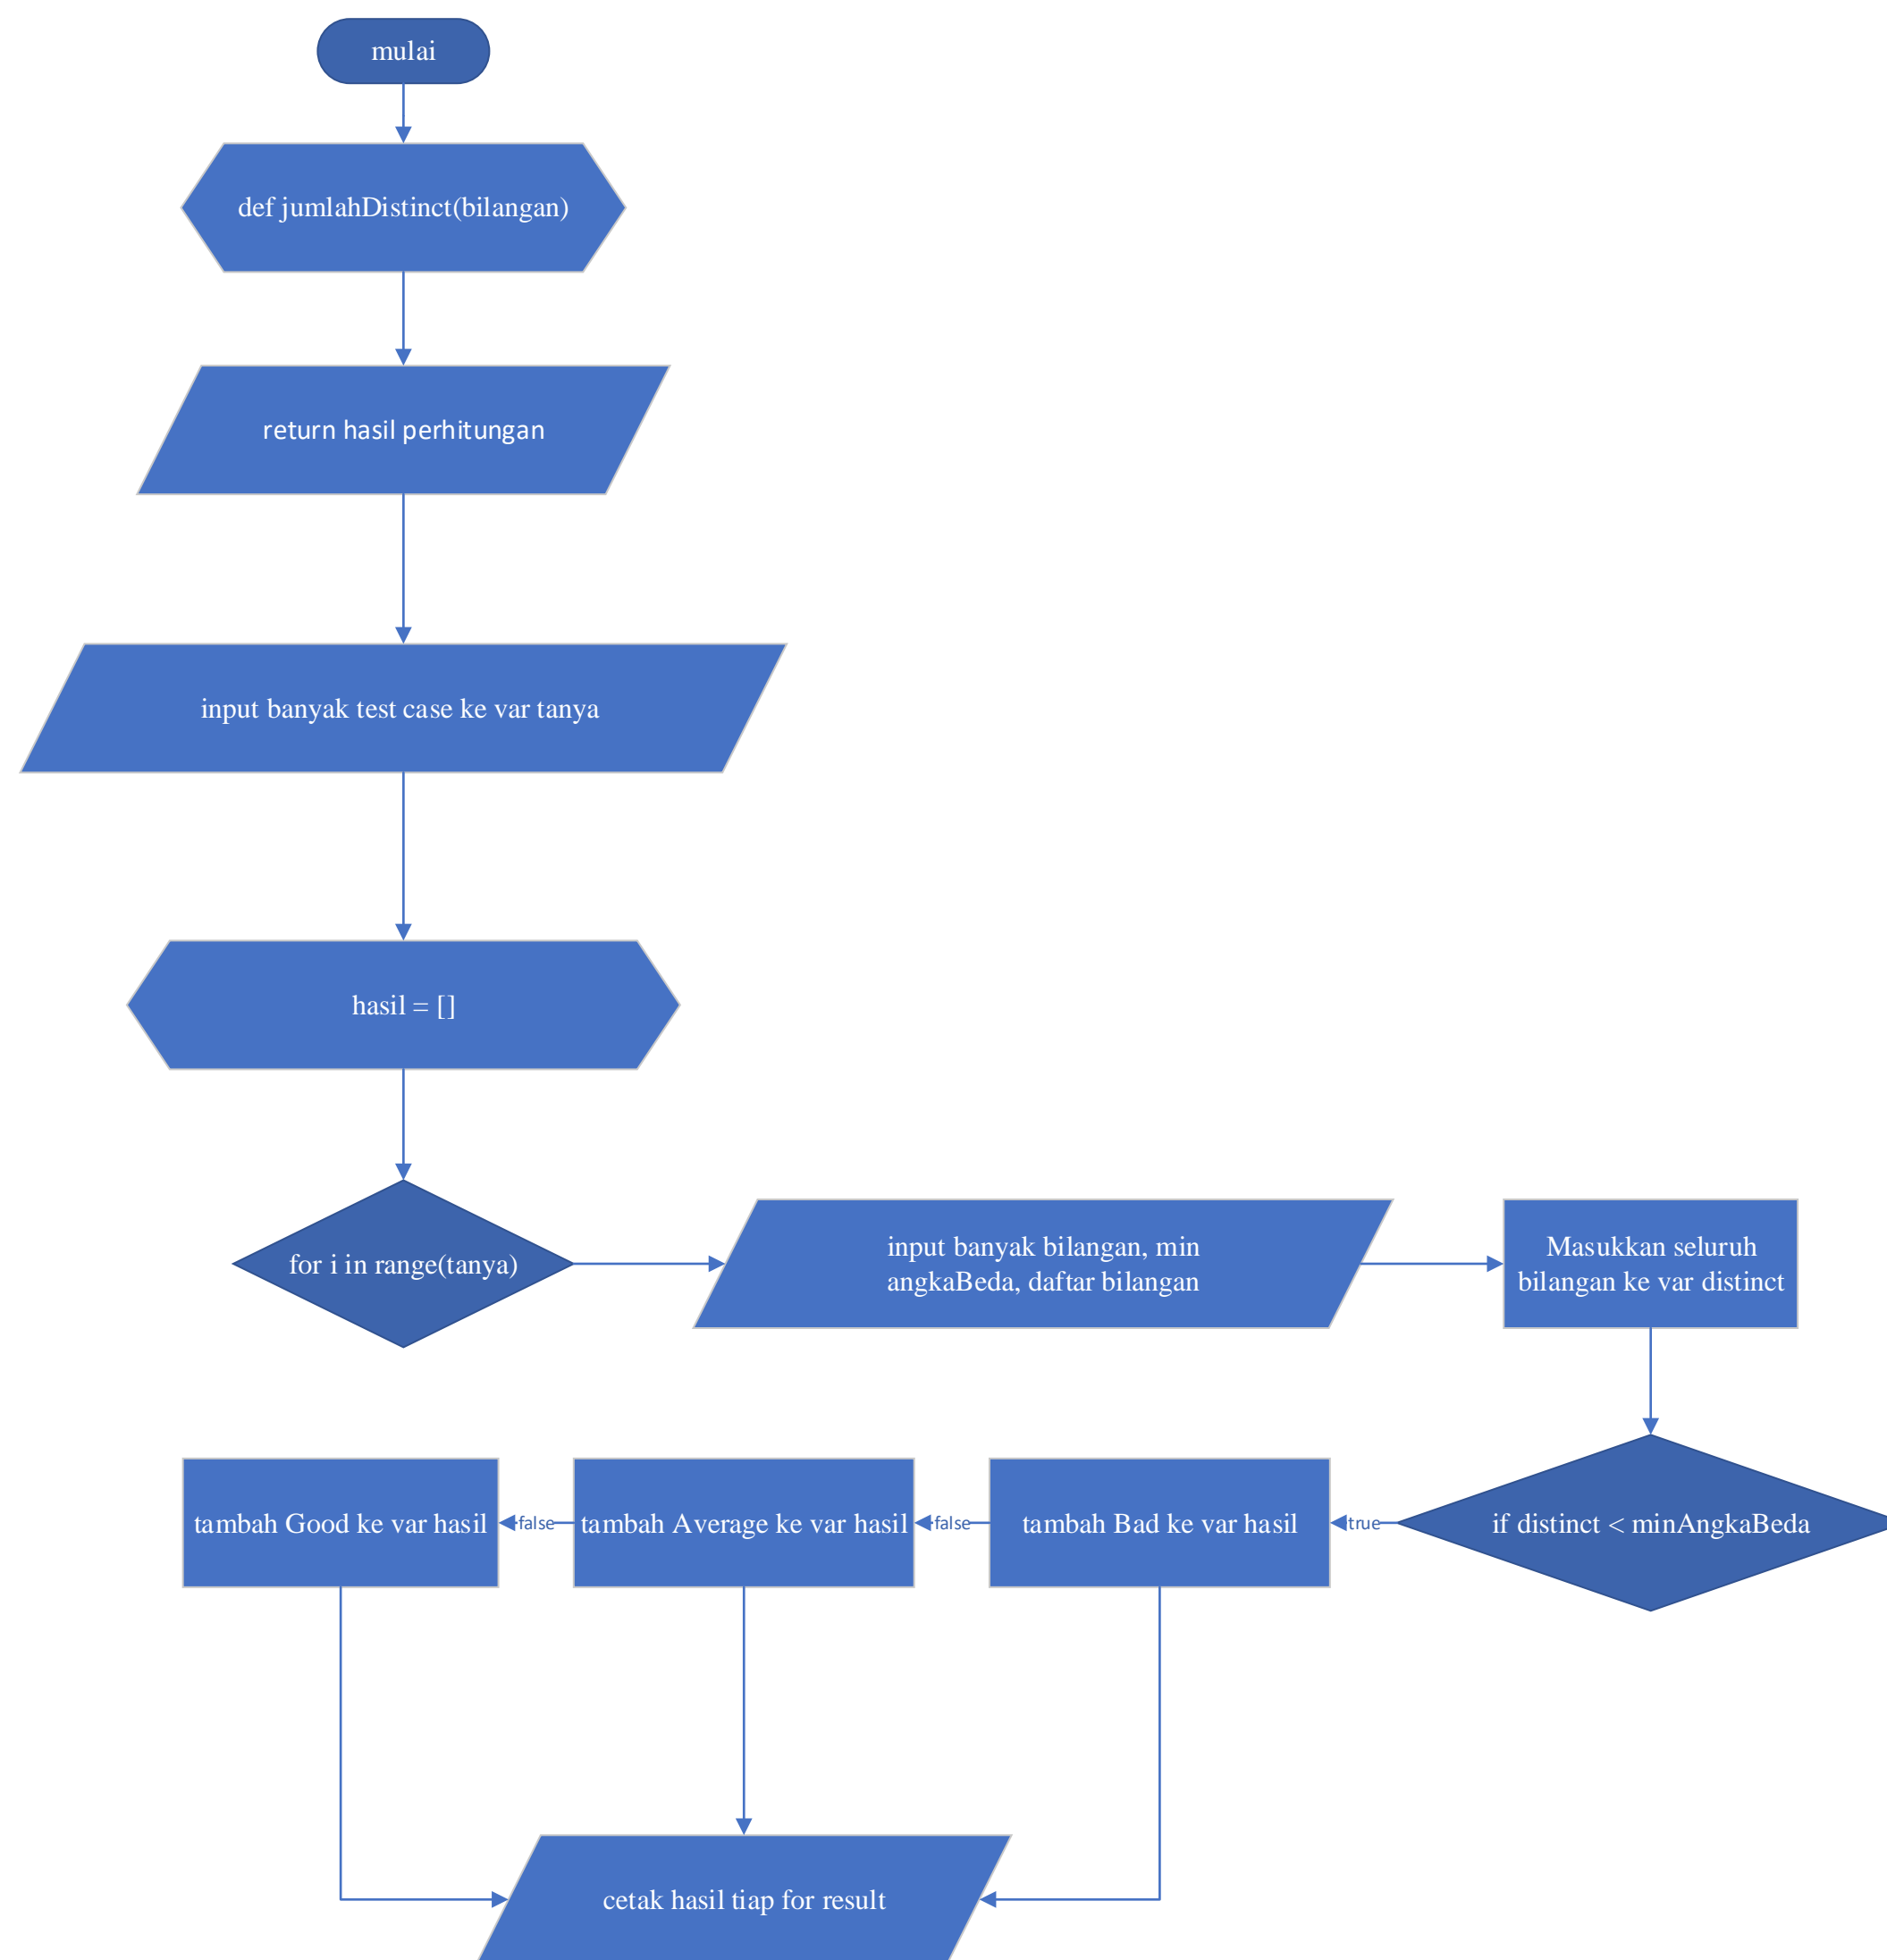 mulai
def jumlahDistinct(bilangan)
return hasil perhitungan
input banyak test case ke var tanya
hasil = []
for i in range(tanya)
input banyak bilangan, min
angkaBeda, daftar bilangan
Masukkan seluruh
bilangan ke var distinct
if distinct < minAngkaBeda
true
tambah Bad ke var hasil
false
tambah Average ke var hasil
false
tambah Good ke var hasil
cetak hasil tiap for result